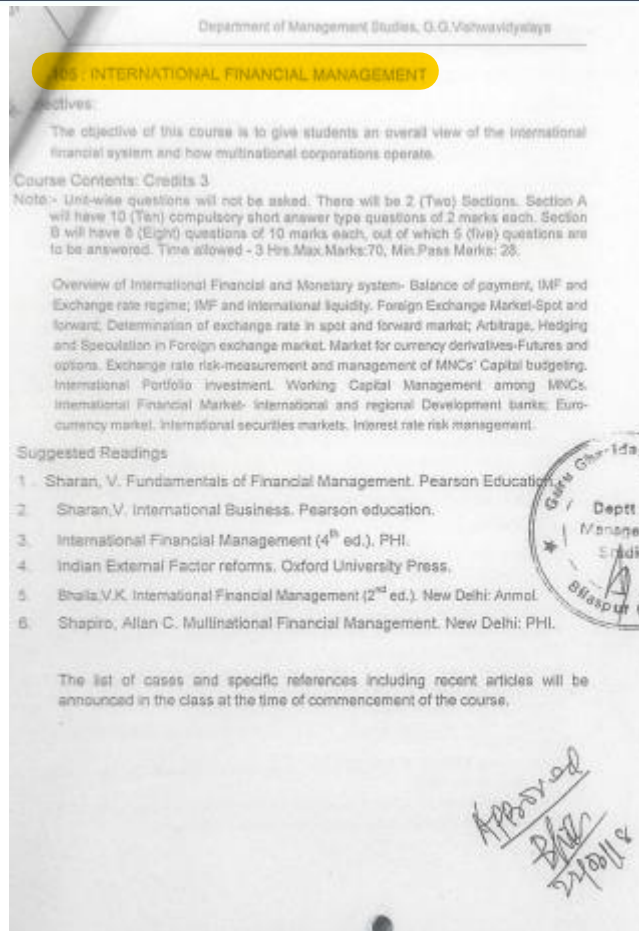 Department of Management Studies, G.G.Vishwavidyalaya
105 : INTERNATIONAL FINANCIAL MANAGEMENT
ectives:
The objective of this course is to give students an overall view of the International
financial system and how multinational corporations operate.
Course Contents: Credits 3
Note:- Unit-wise questions will not be asked. There will be 2 (Two) Sections. Section A
will have 10 (Ten) compulsory short answer type questions of 2 marks each. Section
B will have 8 (Eight) questions of 10 marks each, out of which 5 (five) questions are
to be answered. Time allowed - 3 Hrs.Max.Marks:70, Min.Pass Marks: 28.
Overview of International Financial and Monetary system- Balance of payment, IMF and
Exchange rate regime; IMF and international liquidity. Foreign Exchange Market-Spot and
forward; Determination of exchange rate in spot and forward market; Arbitrage, Hedging
and Speculation in Foreign exchange market. Market for currency derivatives-Futures and
options. Exchange rate risk-measurement and management of MNCs' Capital budgeting.
International Portfolio investment. Working Capital Management among MNCs.
International Financial Market- International and regional Development banks; Euro-
currency market. International securities markets. Interest rate risk management.
Suggested Readings
1. Sharan, V. Fundamentals of Financial Management. Pearson Education.
2. Sharan,V. International Business. Pearson education.
3. International Financial Management (4th ed.). PHI.
4. Indian External Factor reforms. Oxford University Press.
5. Bhalla,V.K. International Financial Management (2nd ed.). New Delhi: Anmol.
6. Shapiro, Allan C. Multinational Financial Management. New Delhi: PHI.
Guru Gha-ida
Deptt
Manage
Studi
Bilaspur
The list of cases and specific references including recent articles will be
announced in the class at the time of commencement of the course.
Approved